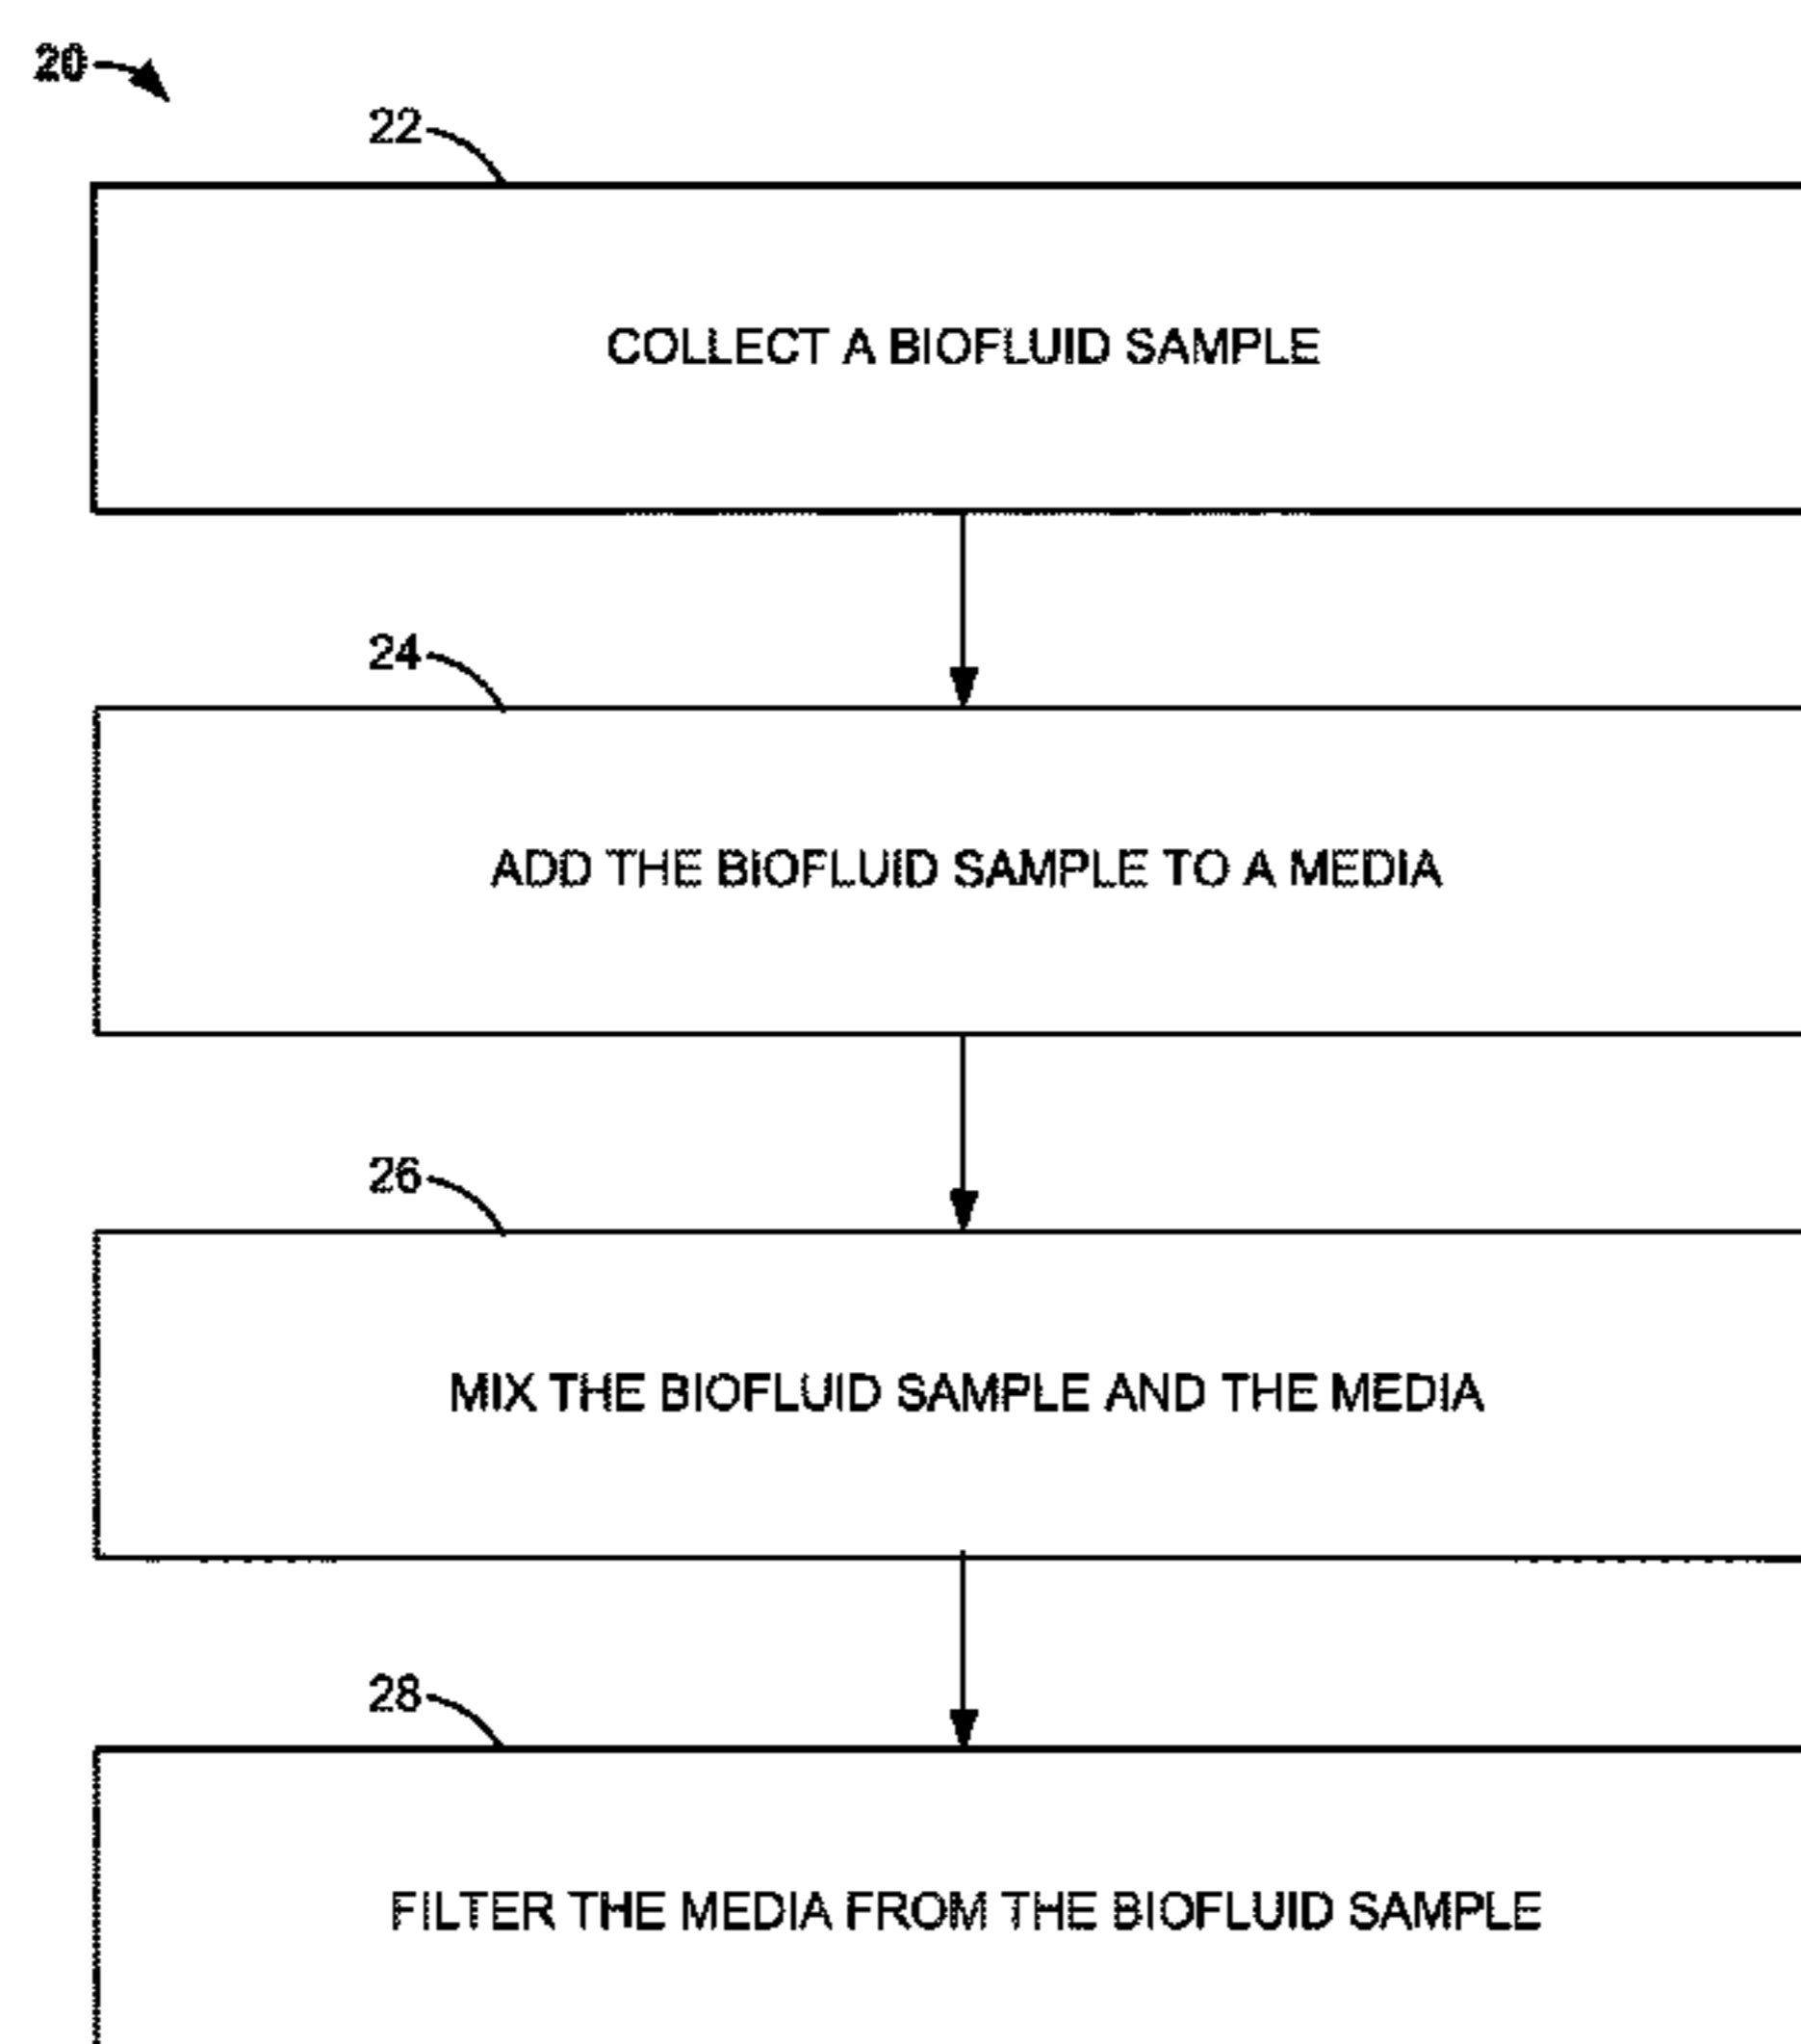 20
22
COLLECT A BIOFLUID SAMPLE
24
ADD THE BIOFLUID SAMPLE TO A MEDIA
26
MIX THE BIOFLUID SAMPLE AND THE MEDIA
28
FILTER THE MEDIA FROM THE BIOFLUID SAMPLE